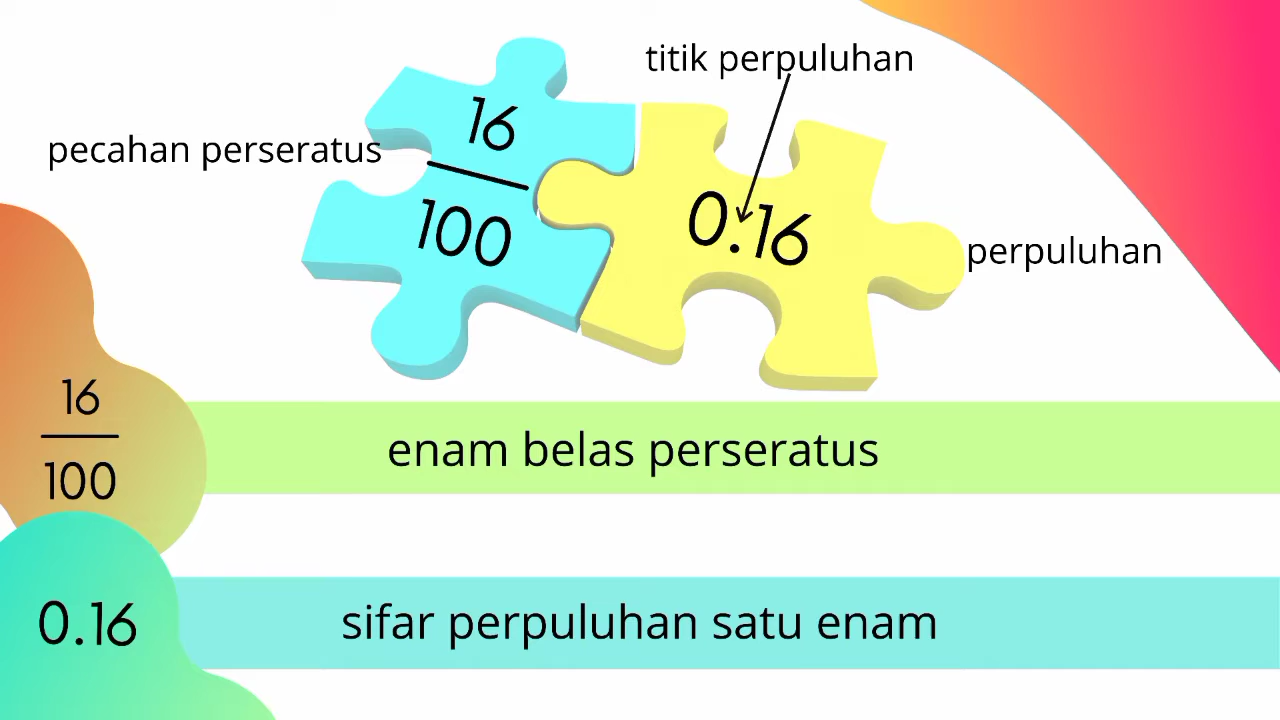 titik perpuluhan
pecahan perseratus
16
100
0.16
perpuluhan
16
100
enam belas perseratus
0.16
sifar perpuluhan satu enam